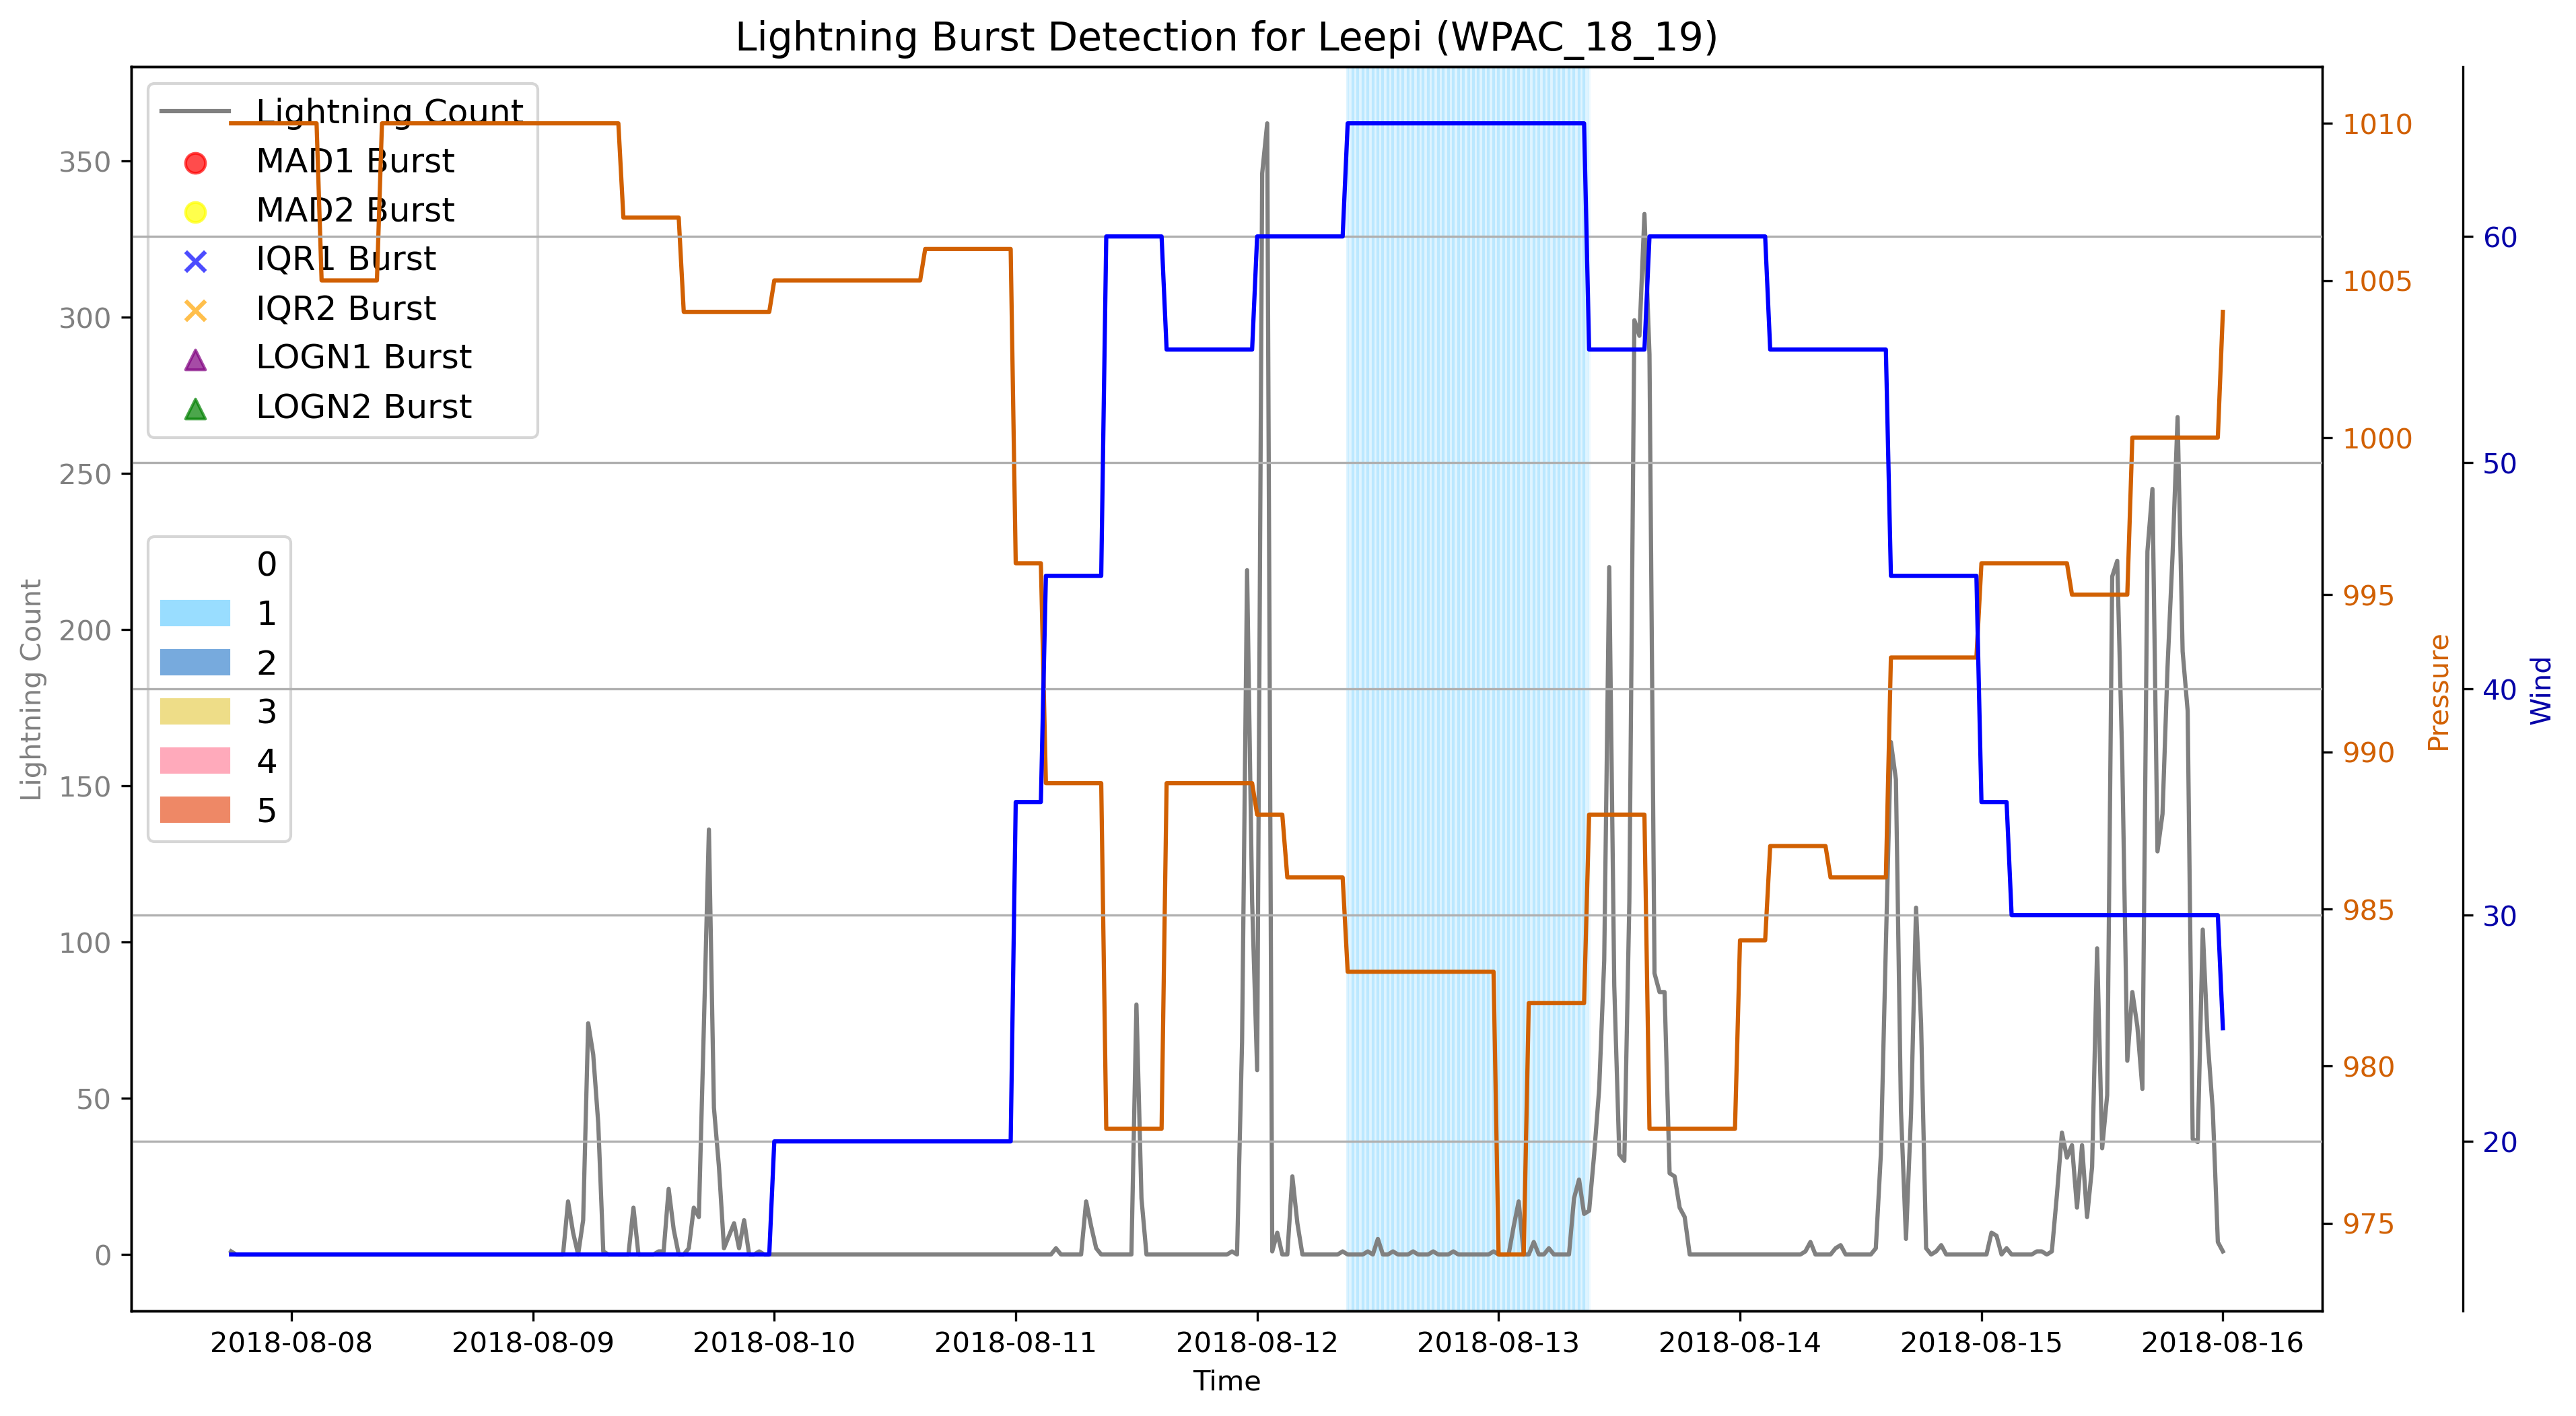 Lightning Burst Detection for Leepi (WPAC_18_19)
Lightning Count
MAD1 Burst
MAD2 Burst
IQR1 Burst
IQR2 Burst
LOGN1 Burst
LOGN2 Burst
0
1
2
3
4
5
Lightning Count
350
300
250
200
150
100
50
0
1010
1005
1000
995
990
985
980
975
Pressure
60
50
40
30
20
Wind
2018-08-08 2018-08-09 2018-08-10 2018-08-11 2018-08-12 2018-08-13 2018-08-14 2018-08-15 2018-08-16
Time